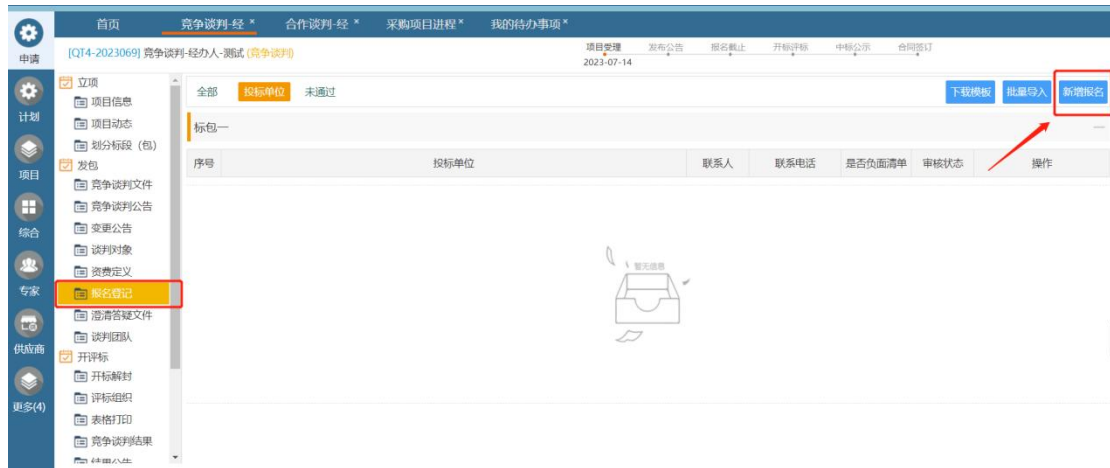 首页 竞争谈判-经 × 合作谈判-经 × 采购项目进程 × 我的待办事项 ×
申请
计划
项目
综合
专家
供应商
更多(4)
[QT4-2023069] 竞争谈判-经办人-测试 (竞争谈判)
项目受理 发布公告 报名截止 开标评标 中标公示 合同签订
2023-07-14
立项
项目信息
项目动态
划分标段（包）
发包
竞争谈判文件
竞争谈判公告
变更公告
谈判对象
资费定义
报名登记
澄清答疑文件
谈判团队
开评标
开标解封
评标组织
表格打印
竞争谈判结果
结果公告
全部 投标单位 未通过 下载模板 批量导入 新增报名
标包一
序号 投标单位 联系人 联系电话 是否负面清单 审核状态 操作
暂无信息